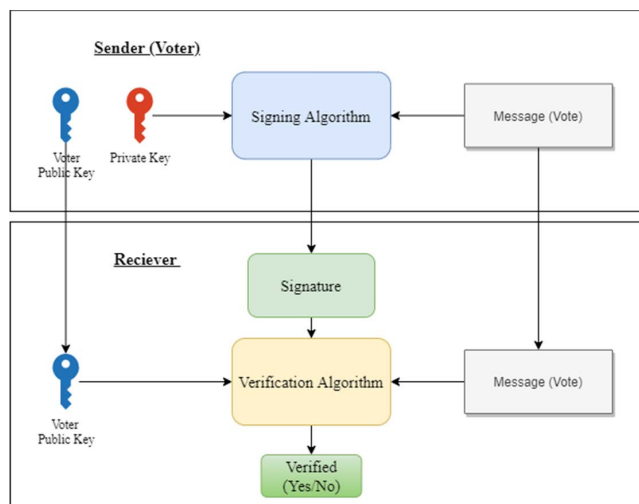 Sender (Voter)
Voter
Public Key
Private Key
Signing Algorithm
Message (Vote)
Reciever
Signature
Voter
Public Key
Verification Algorithm
Message (Vote)
Verified
(Yes/No)